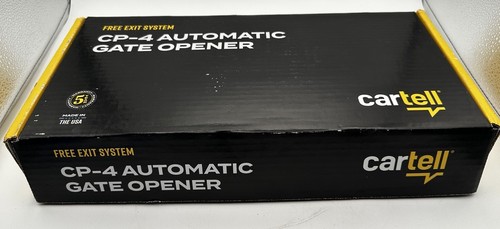 FREE EXIT SYSTEM
CP-4 AUTOMATIC
GATE OPENER
5
MADE IN
THE USA
cartell
FREE EXIT SYSTEM
CP-4 AUTOMATIC
GATE OPENER
cartell